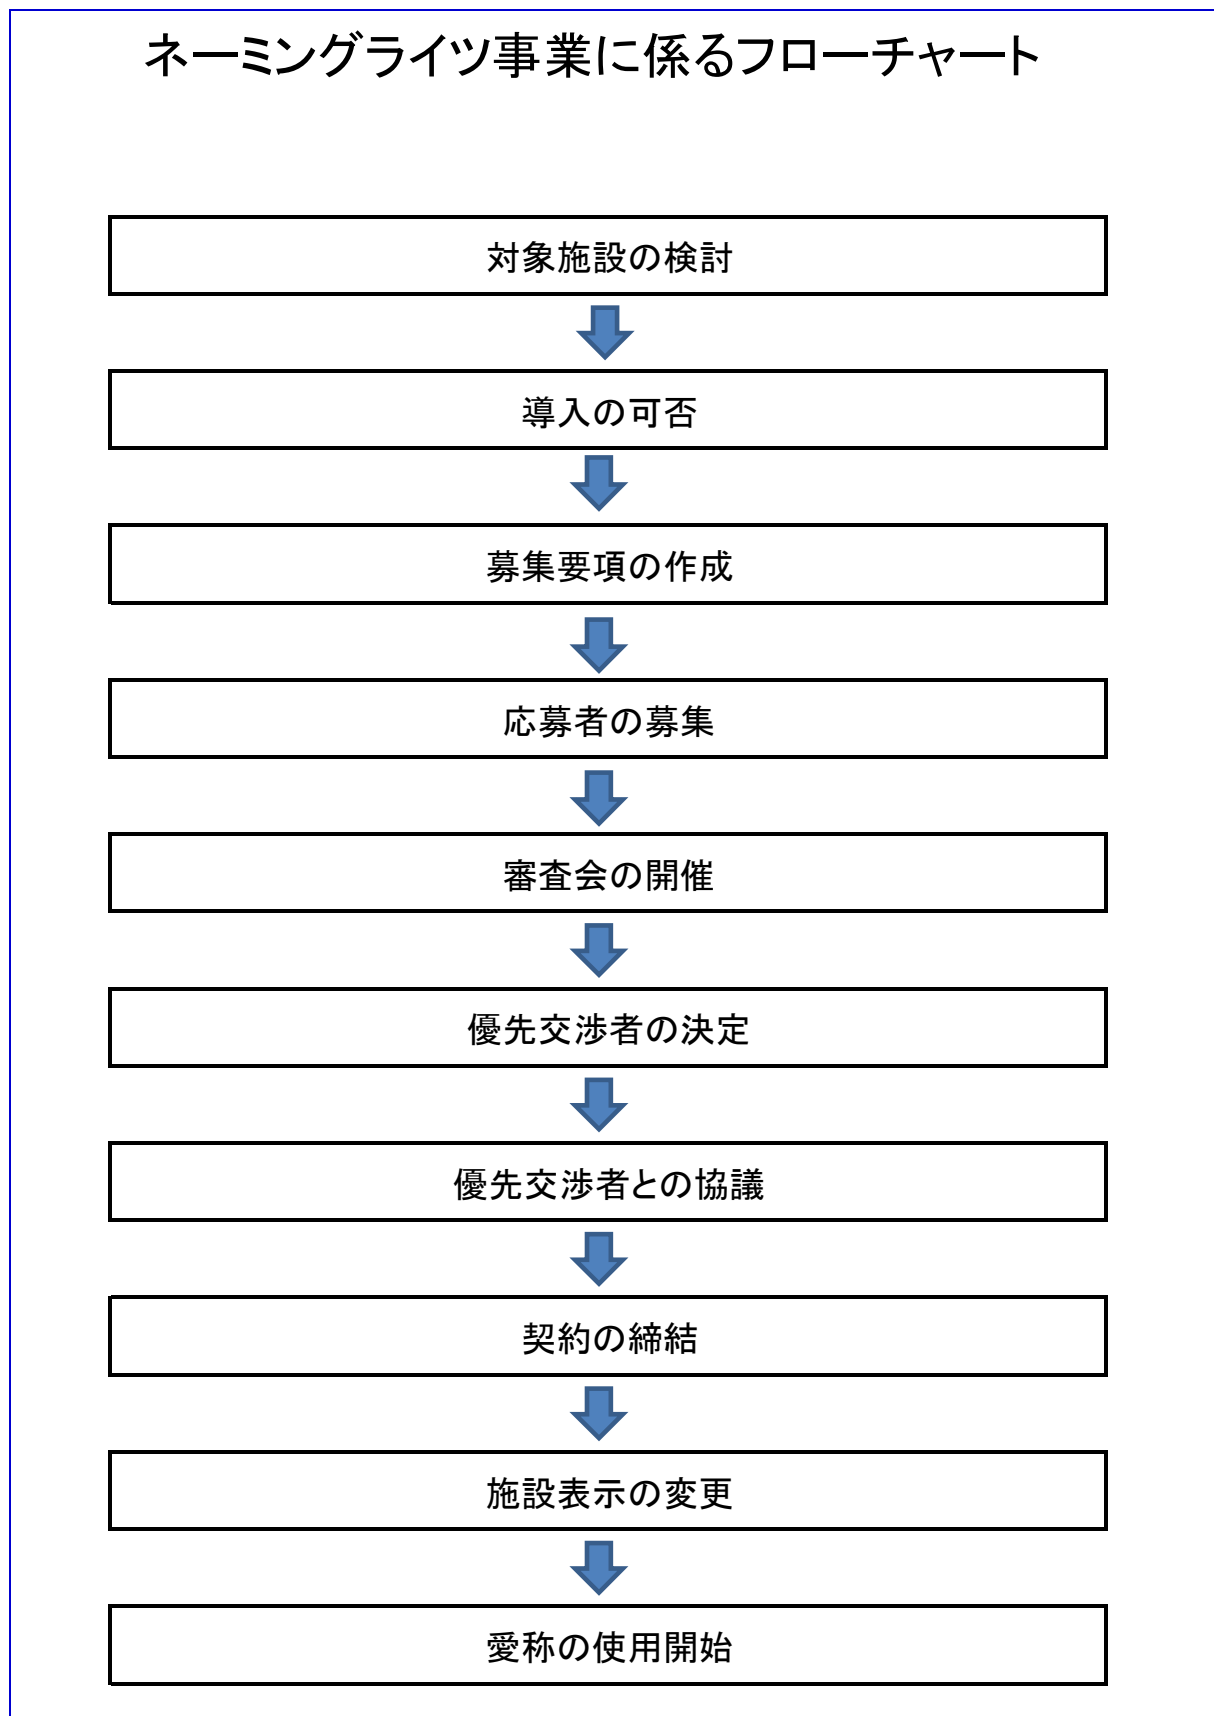 ネーミングライツ事業に係るフローチャート
対象施設の検討
導入の可否
募集要項の作成
応募者の募集
審査会の開催
優先交渉者の決定
優先交渉者との協議
契約の締結
施設表示の変更
愛称の使用開始